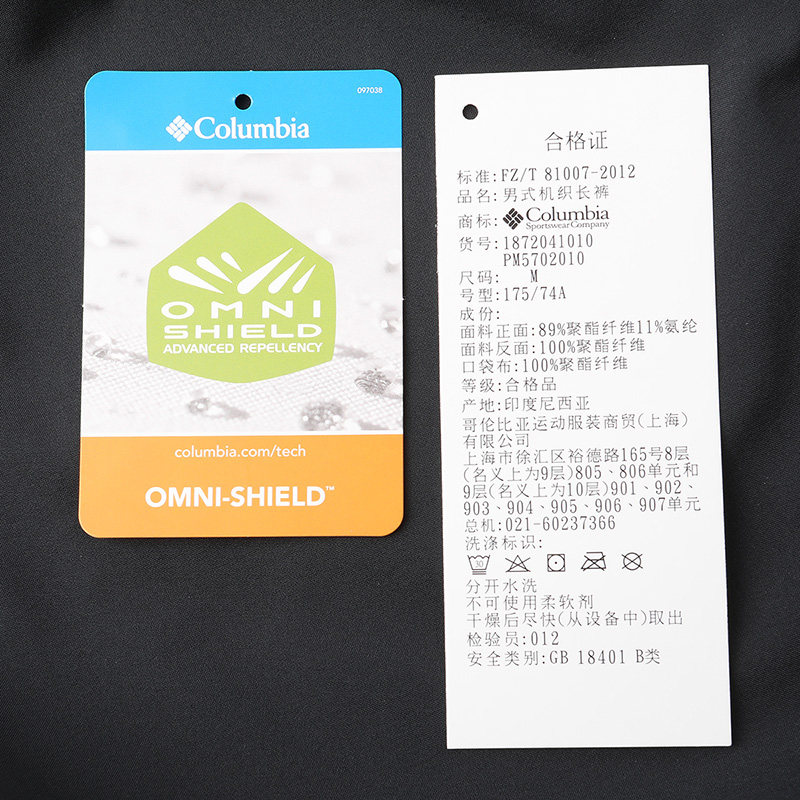 097038
Columbia
OMNI
SHIELD
ADVANCED REPELLENCY
columbia.com/tech
OMNI-SHIELD™
合格证
标准:FZ/T 81007-2012
品名:男式机织长裤
商标: Columbia
Sportswear Company
货号:1872041010
PM5702010
尺码: M
号型:175/74A
成份:
面料正面:89%聚酯纤维11%氨纶
面料反面:100%聚酯纤维
口袋布:100%聚酯纤维
等级:合格品
产地:印度尼西亚
哥伦比亚运动服装商贸(上海)
有限公司
上海市徐汇区裕德路165号8层
(名义上为9层)805、806单元和
9层(名义上为10层)901、902、
903、904、905、906、907单元
总机:021-60237366
洗涤标识:
30
分开水洗
不可使用柔软剂
干燥后尽快(从设备中)取出
检验员:012
安全类别:GB 18401 B类